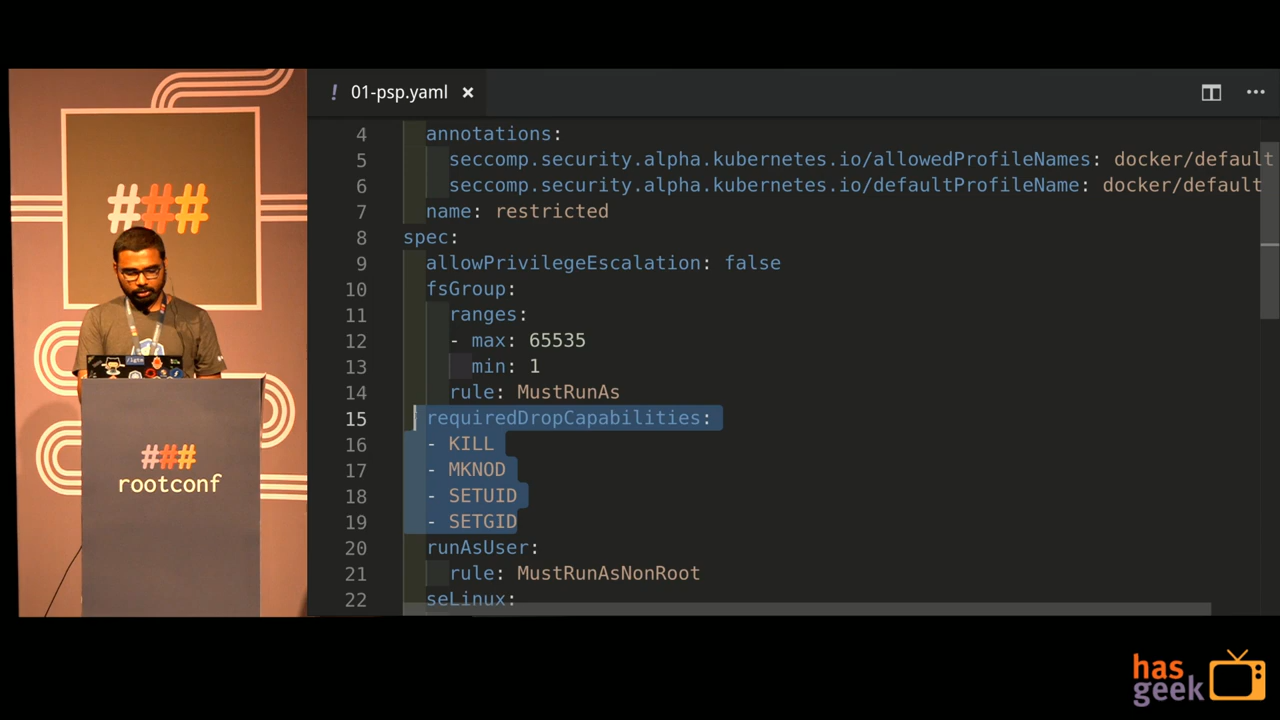 ###
###
rootconf
! 01-psp.yaml ×
4 annotations:
5 seccomp.security.alpha.kubernetes.io/allowedProfileNames: docker/default
6 seccomp.security.alpha.kubernetes.io/defaultProfileName: docker/default
7 name: restricted
8 spec:
9 allowPrivilegeEscalation: false
10 fsGroup:
11 ranges:
12 - max: 65535
13 min: 1
14 rule: MustRunAs
15 requiredDropCapabilities:
16 - KILL
17 - MKNOD
18 - SETUID
19 - SETGID
20 runAsUser:
21 rule: MustRunAsNonRoot
22 seLinux:
has
geek